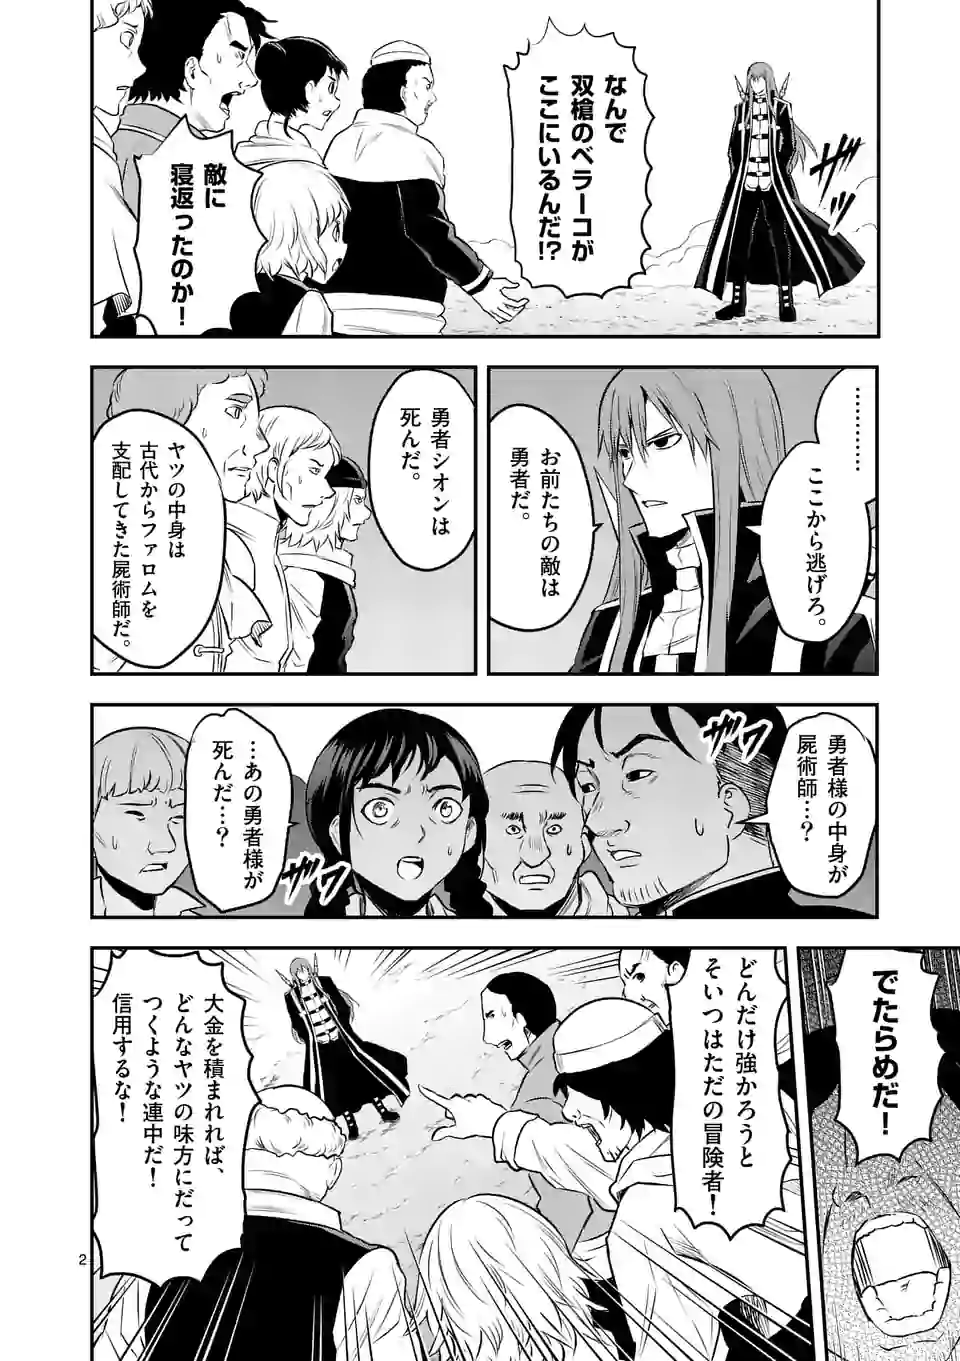 なんで
双槍のベラーコが
ここにいるんだ!?
バッ
敵に
寝返ったのか！
…………
ここから逃げろ。
お前たちの敵は
勇者だ。
勇者シオンは
死んだ。
ヤツの中身は
古代からファロムを
支配してきた屍術師だ。
勇者様の中身が
屍術師…？
ザワ
…あの勇者様が
死んだ…？
ザワ
でたらめだ！
どんだけ強かろうと
そいつはただの冒険者！
大金を積まれれば、
どんなヤツの味方にだって
つくような連中だ！
信用するな！
2